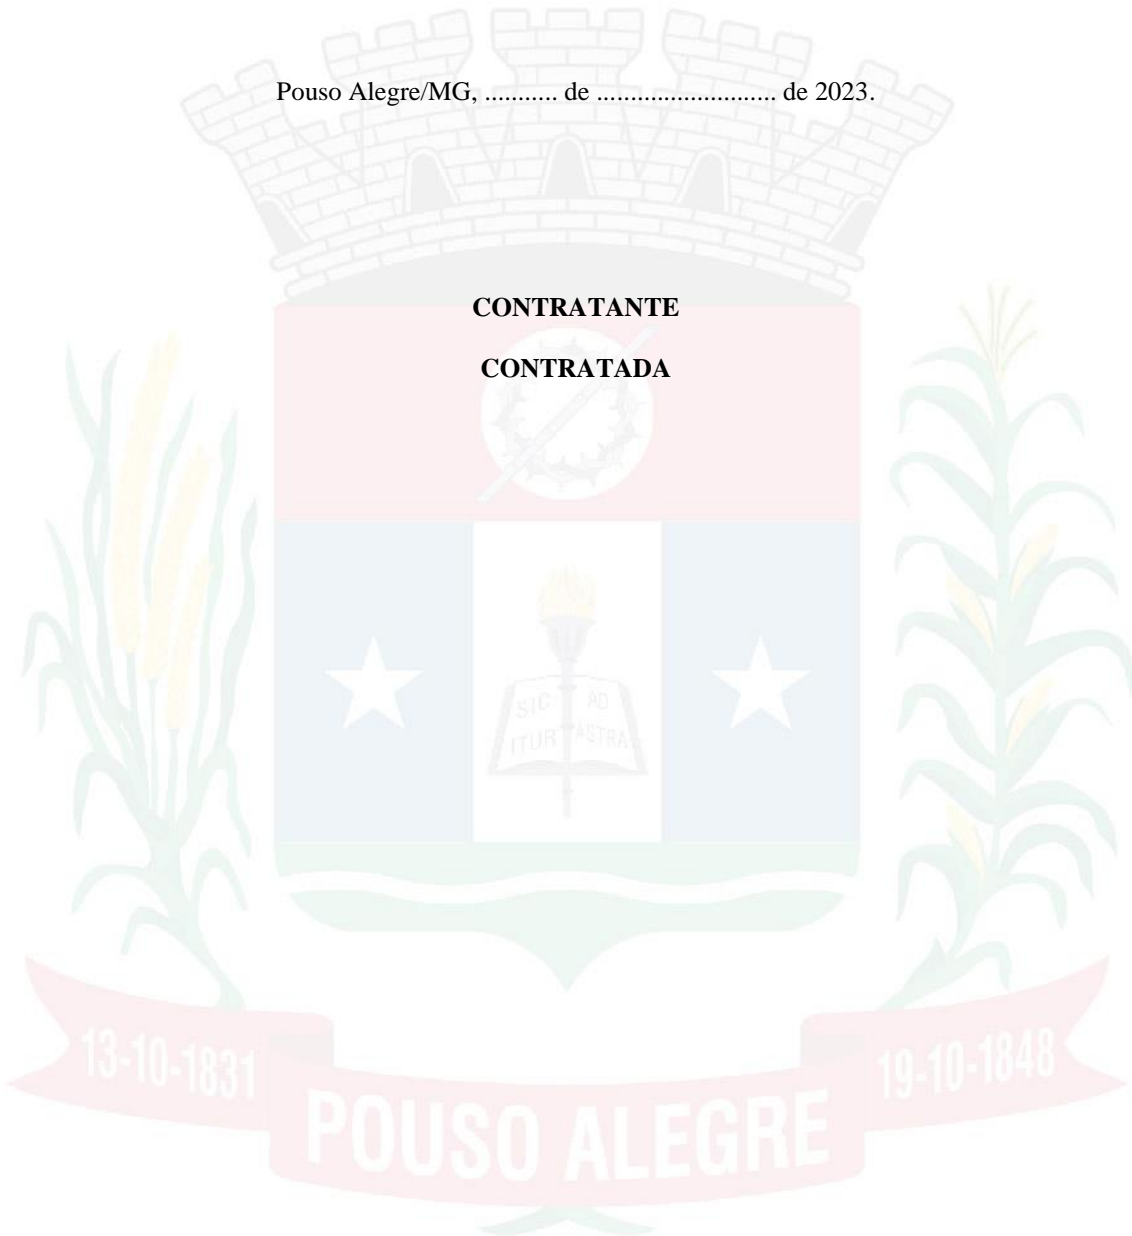 Pouso Alegre/MG, ........... de ........................... de 2023.
CONTRATANTE
CONTRATADA
SIC AD
ITUR ASTRA
13-10-1831
19-10-1848
POUSO ALEGRE